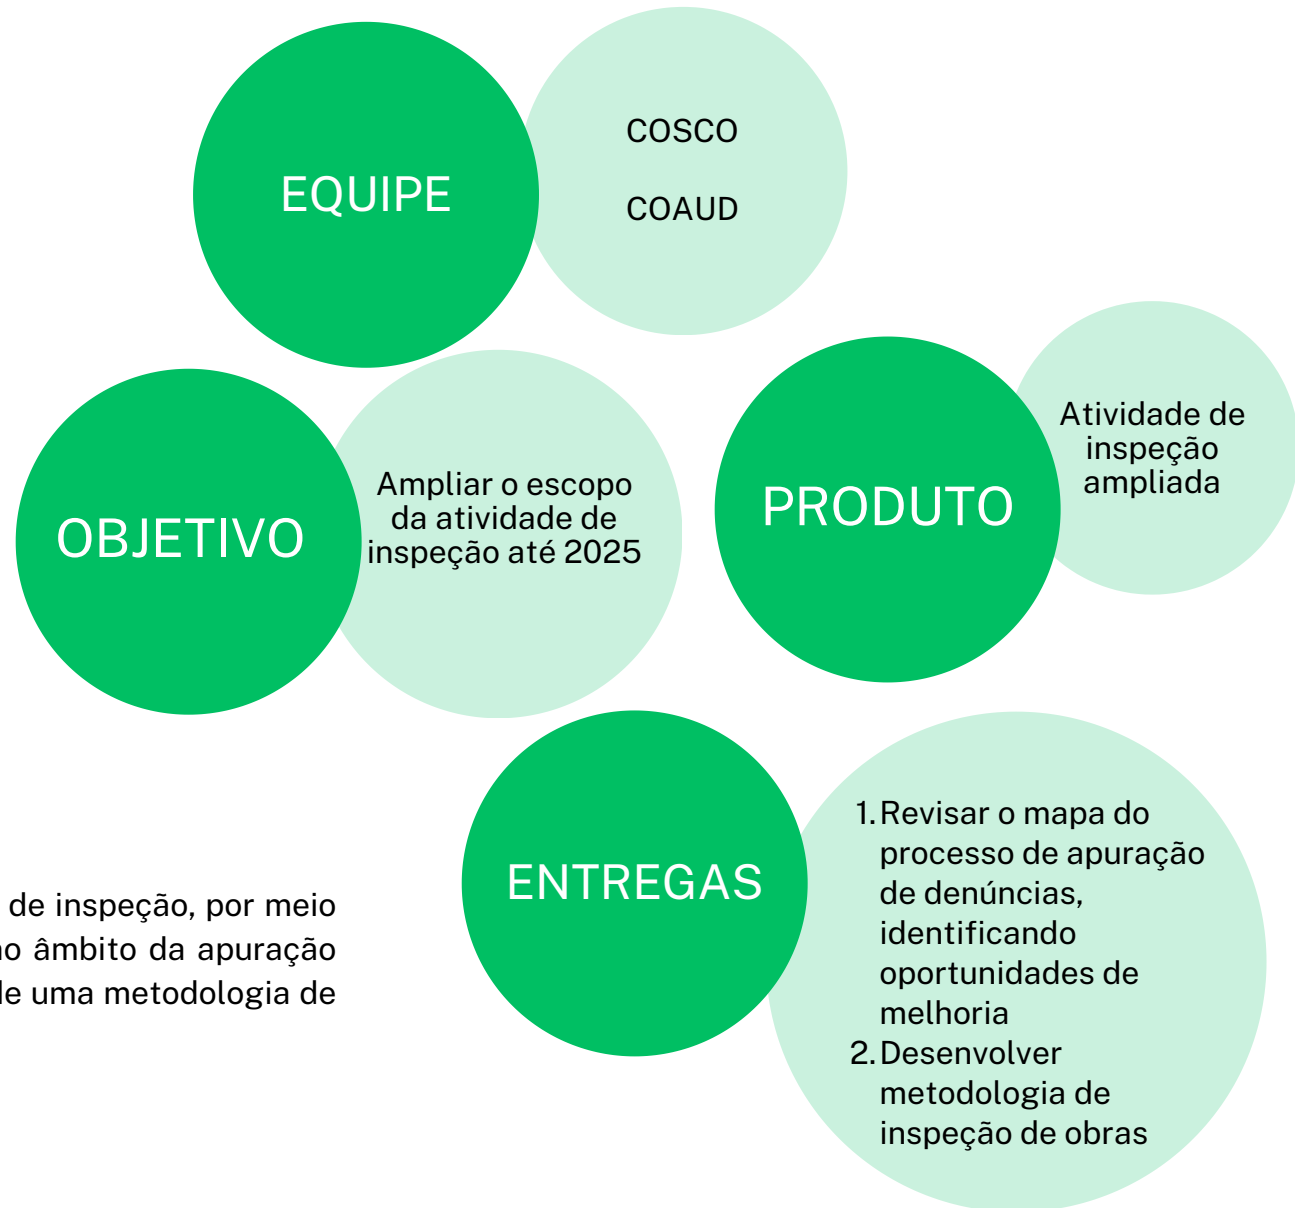 EQUIPE
COSCO
COAUD
OBJETIVO
Ampliar o escopo
da atividade de
inspeção até 2025
PRODUTO
Atividade de
inspeção
ampliada
ENTREGAS
1. Revisar o mapa do
processo de apuração
de denúncias,
identificando
oportunidades de
melhoria
2. Desenvolver
metodologia de
inspeção de obras
de inspeção, por meio
no âmbito da apuração
de uma metodologia de